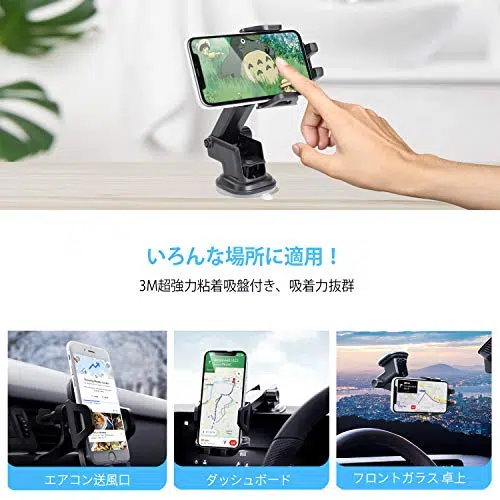 いろんな場所に適用！
3M超強力粘着吸盤付き、吸着力抜群
エアコン送風口
ダッシュボード
フロントガラス 卓上